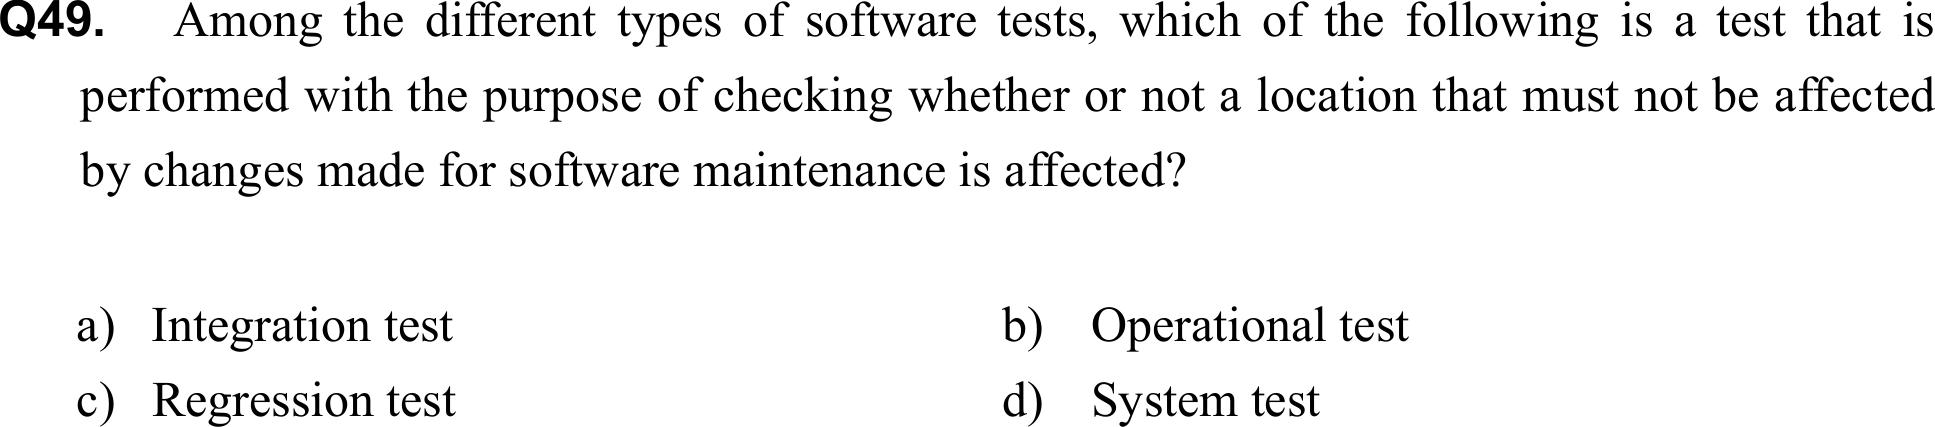 Q49. Among the different types of software tests, which of the following is a test that is
performed with the purpose of checking whether or not a location that must not be affected
by changes made for software maintenance is affected?
a) Integration test b) Operational test
c) Regression test d) System test